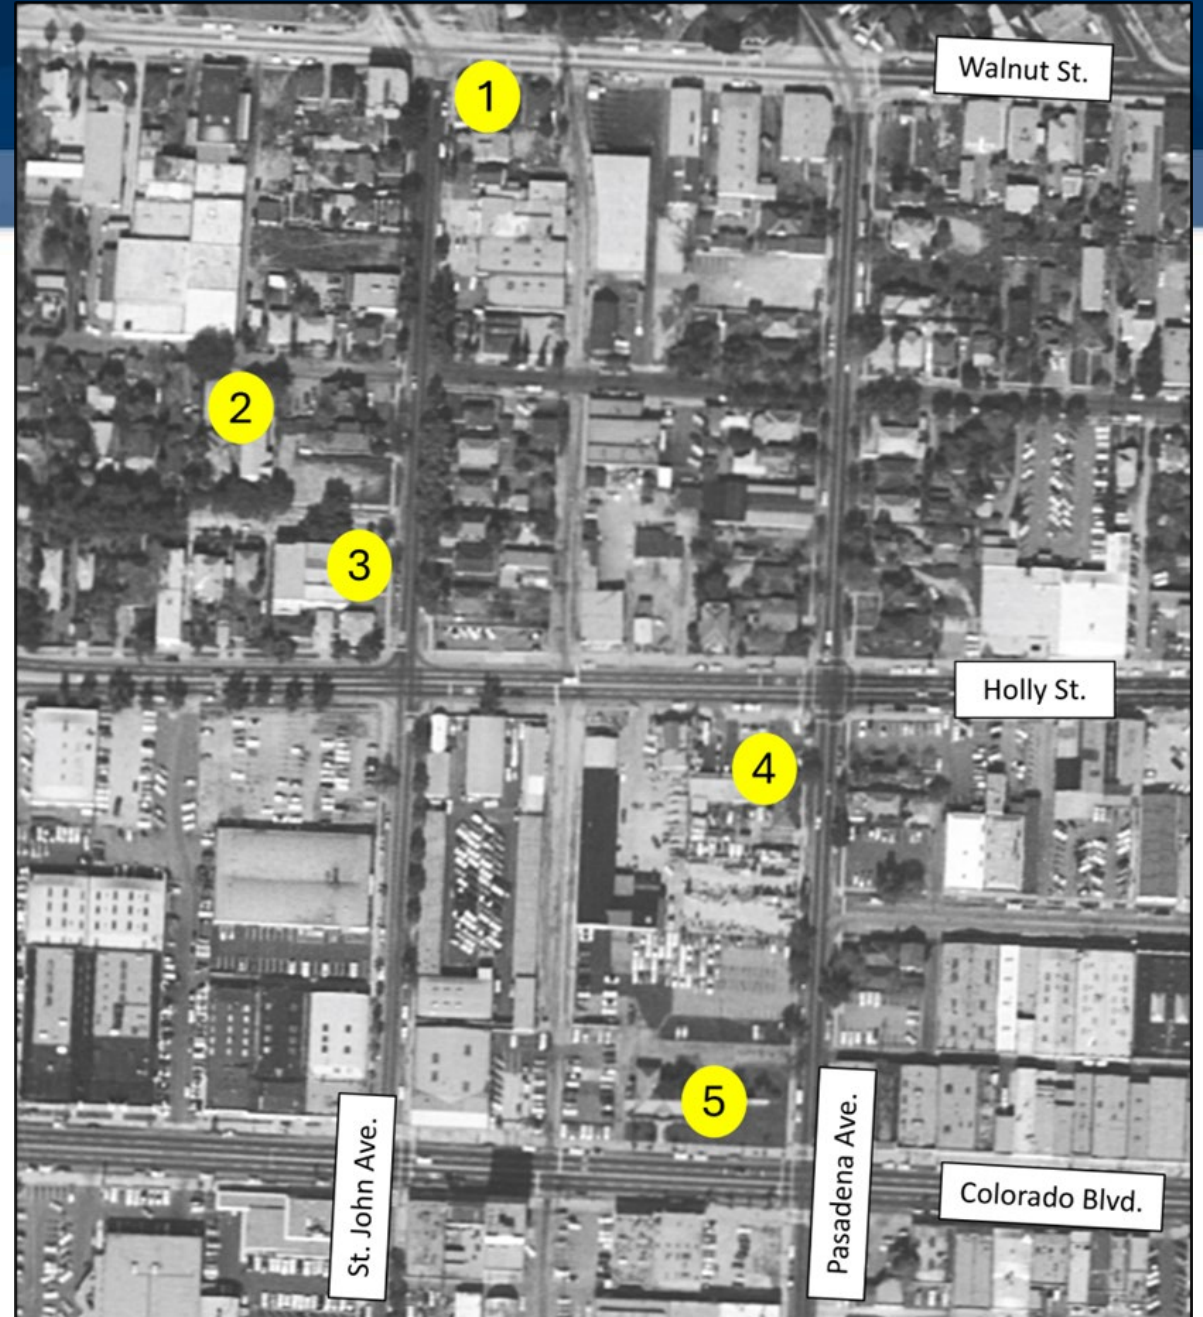 Walnut St.
1
2
3
Holly St.
4
5
St. John Ave.
Pasadena Ave.
Colorado Blvd.